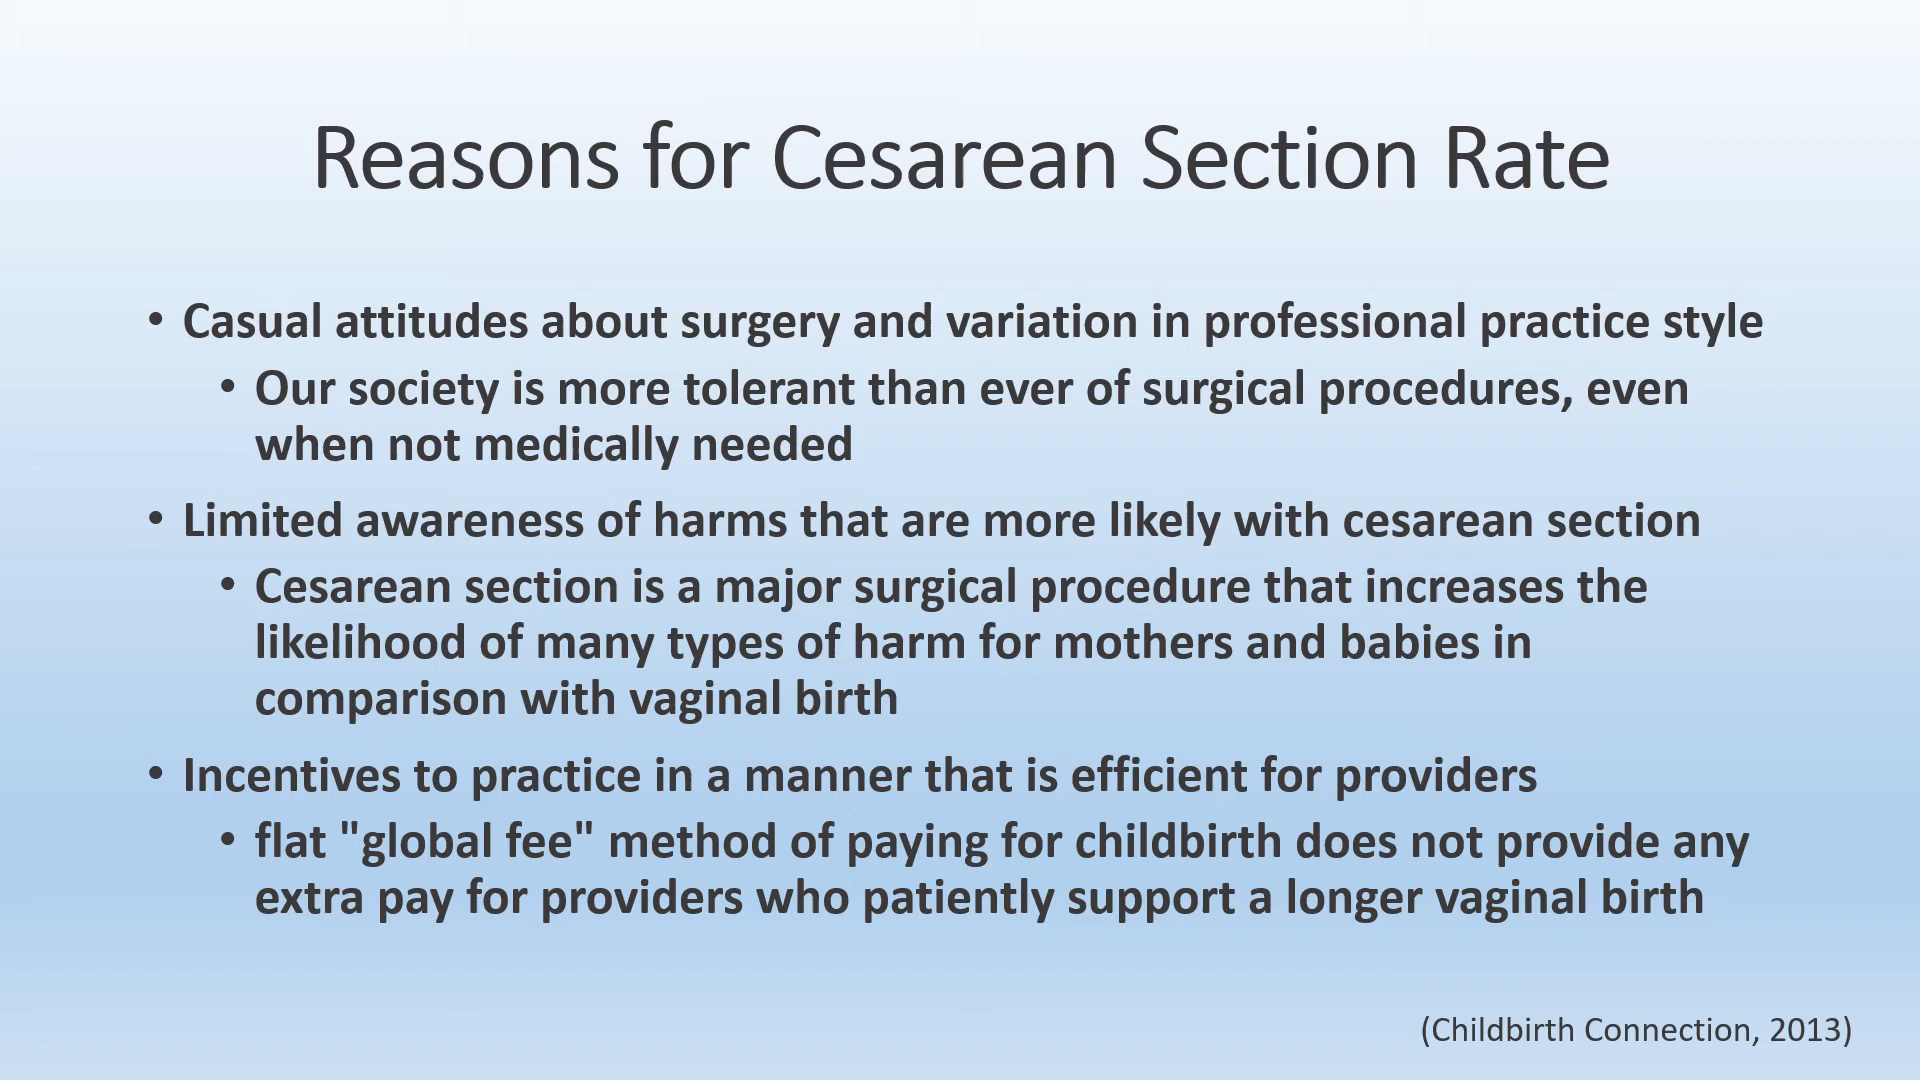 Reasons for Cesarean Section Rate
• Casual attitudes about surgery and variation in professional practice style
• Our society is more tolerant than ever of surgical procedures, even
when not medically needed
• Limited awareness of harms that are more likely with cesarean section
• Cesarean section is a major surgical procedure that increases the
likelihood of many types of harm for mothers and babies in
comparison with vaginal birth
• Incentives to practice in a manner that is efficient for providers
• flat "global fee" method of paying for childbirth does not provide any
extra pay for providers who patiently support a longer vaginal birth
(Childbirth Connection, 2013)